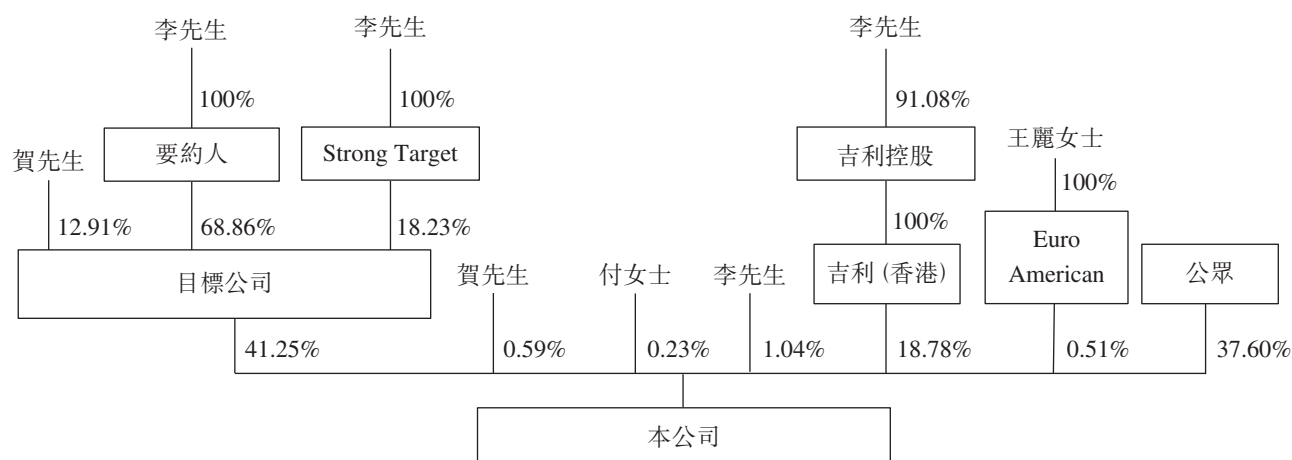 李先生
李先生
李先生
100%
100%
91.08%
賀先生
要約人
Strong Target
吉利控股
王麗女士
100%
12.91%
68.86%
18.23%
100%
目標公司
賀先生
付女士
李先生
吉利 (香港)
Euro
American
公眾
41.25%
0.59%
0.23%
1.04%
18.78%
0.51%
37.60%
本公司